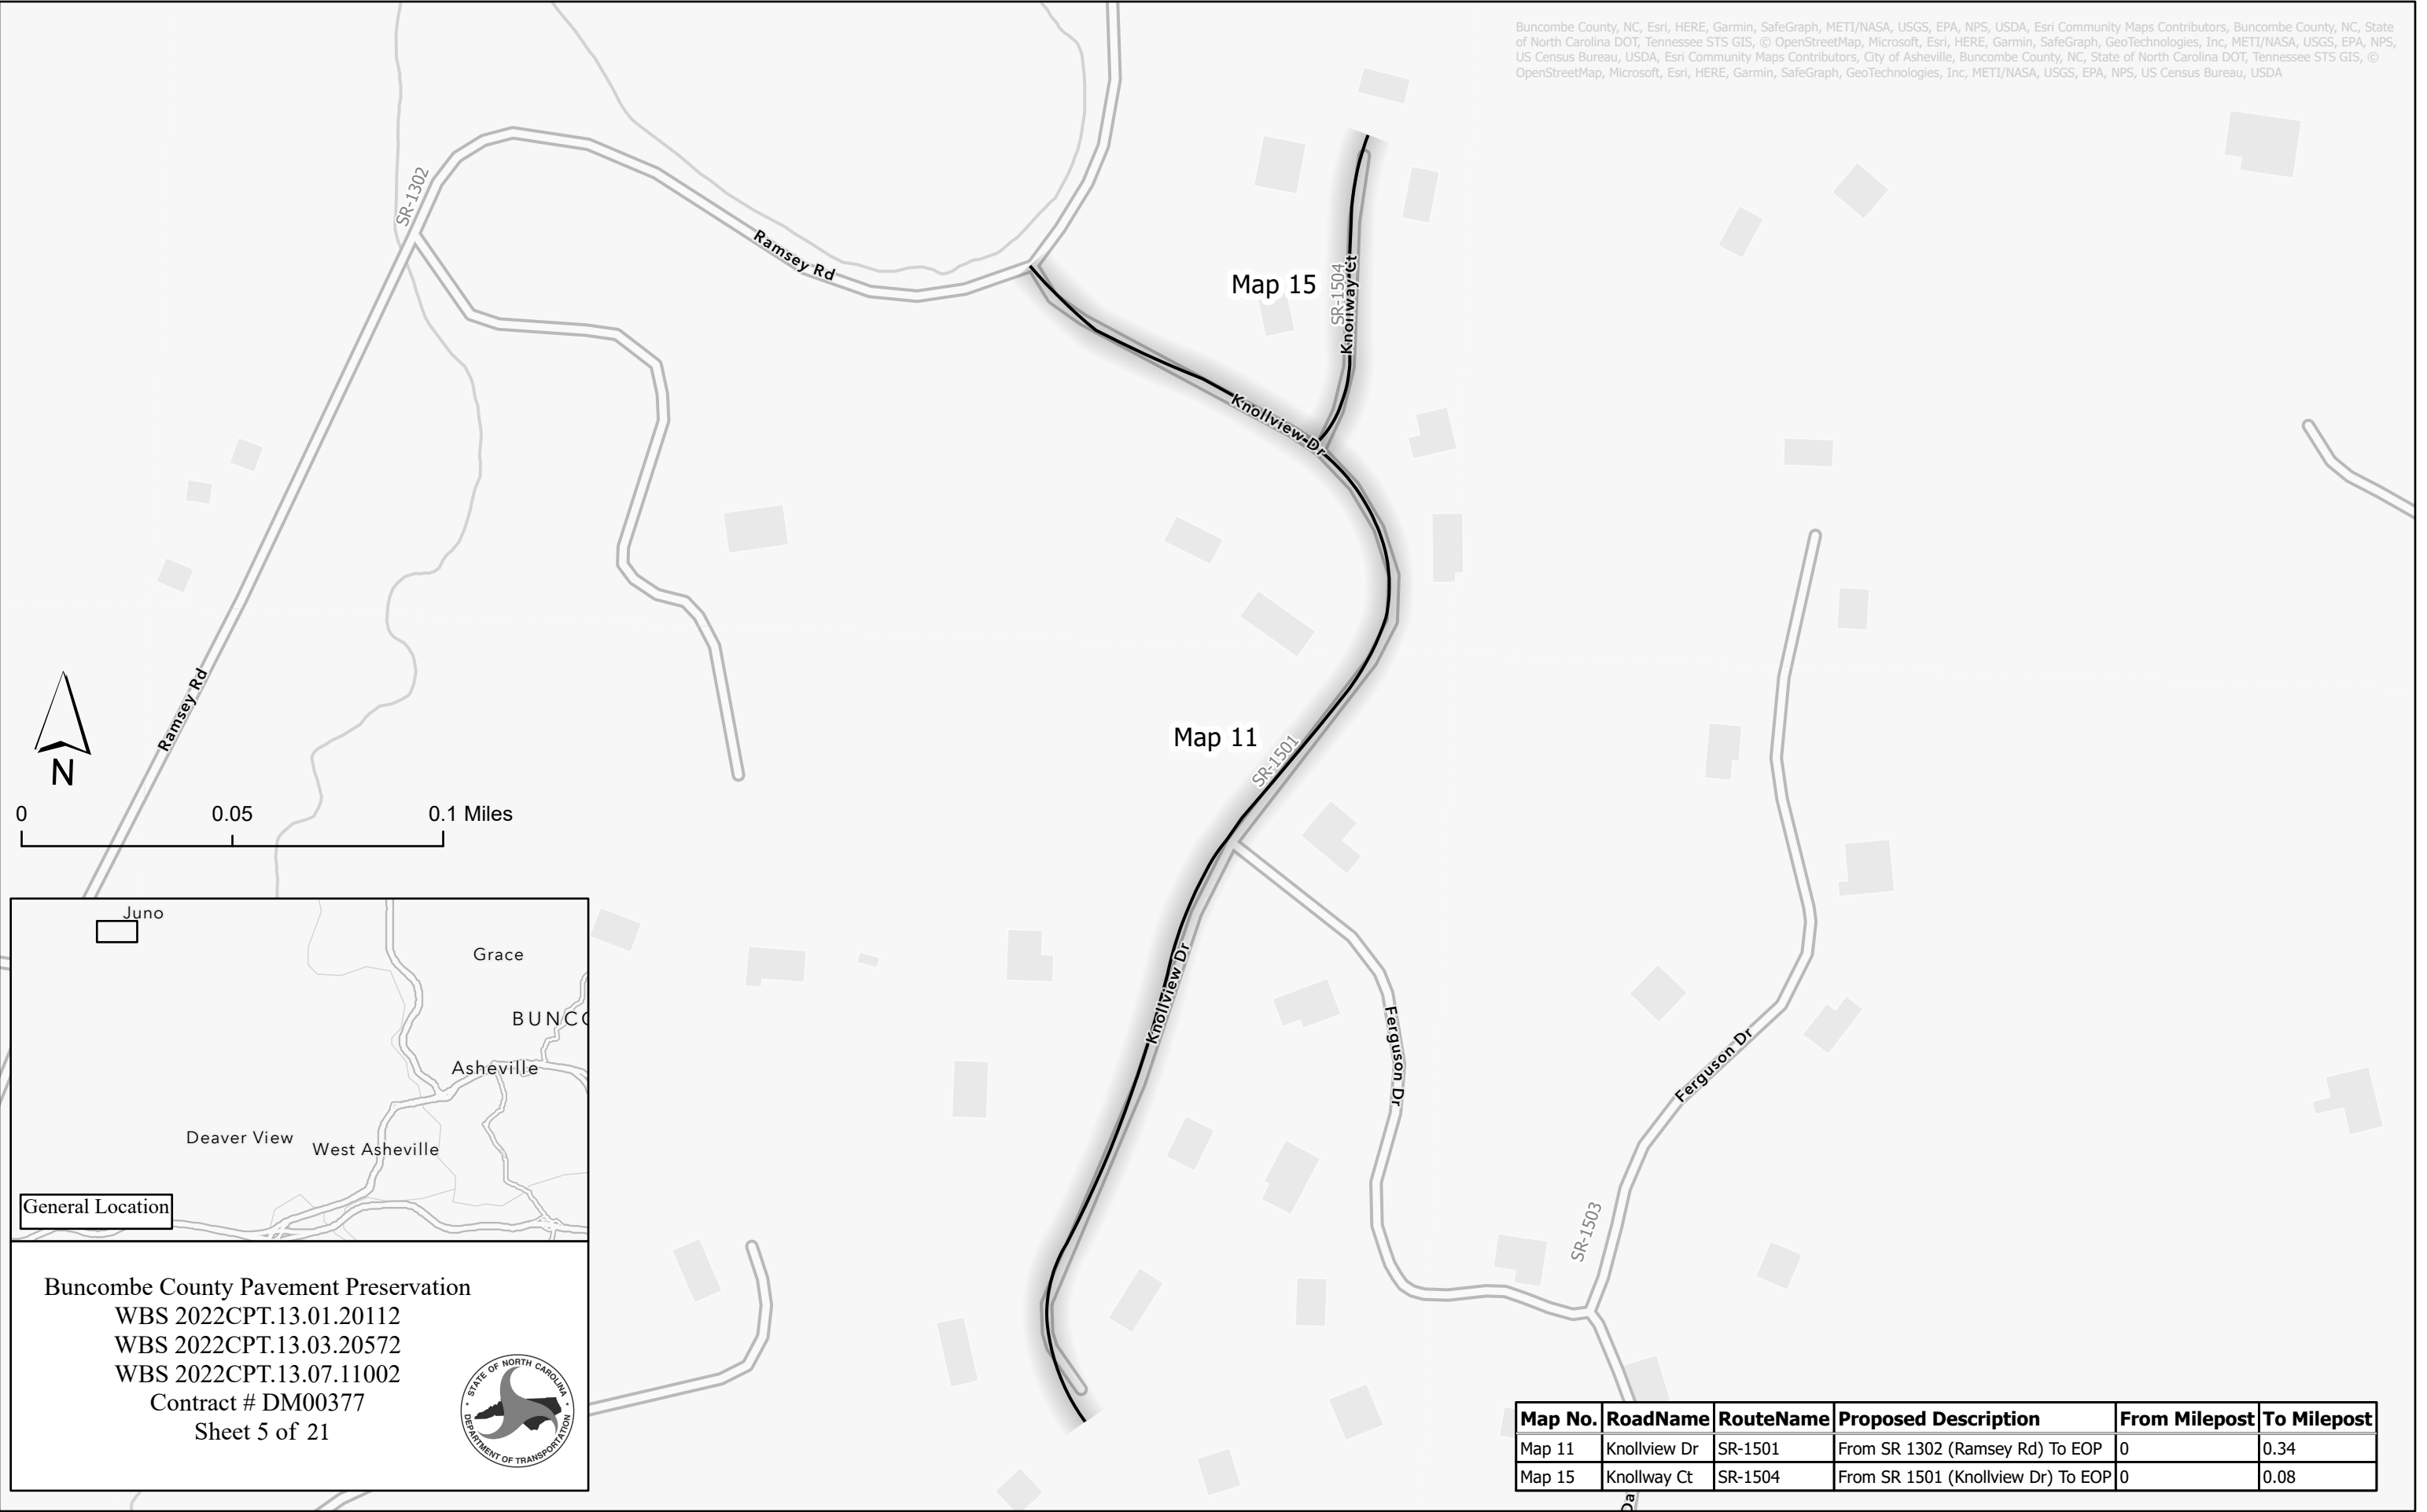 Buncombe County, NC, Esri, HERE, Garmin, SafeGraph, METI/NASA, USGS, EPA, NPS, USDA, Esri Community Maps Contributors, Buncombe County, NC, State
of North Carolina DOT, Tennessee STS GIS, © OpenStreetMap, Microsoft, Esri, HERE, Garmin, SafeGraph, GeoTechnologies, Inc, METI/NASA, USGS, EPA, NPS,
US Census Bureau, USDA, Esri Community Maps Contributors, City of Asheville, Buncombe County, NC, State of North Carolina DOT, Tennessee STS GIS, ©
OpenStreetMap, Microsoft, Esri, HERE, Garmin, SafeGraph, GeoTechnologies, Inc, METI/NASA, USGS, EPA, NPS, US Census Bureau, USDA
SR-1302
Ramsey Rd
Map 15
SR-1504
Knollway Ct
Knollview Dr
Ramsey Rd
Map 11
SR-1501
N
0 0.05 0.1 Miles
Knollview Dr
Ferguson Dr
Ferguson Dr
SR-1503
Juno
Grace
BUNCO
Asheville
Deaver View
West Asheville
General Location
Buncombe County Pavement Preservation
WBS 2022CPT.13.01.20112
WBS 2022CPT.13.03.20572
WBS 2022CPT.13.07.11002
Contract # DM00377
Sheet 5 of 21
STATE OF NORTH CAROLINA
DEPARTMENT OF TRANSPORTATION
Map No. RoadName RouteName Proposed Description From Milepost To Milepost
Map 11 Knollview Dr SR-1501 From SR 1302 (Ramsey Rd) To EOP 0 0.34
Map 15 Knollway Ct SR-1504 From SR 1501 (Knollview Dr) To EOP 0 0.08
Da